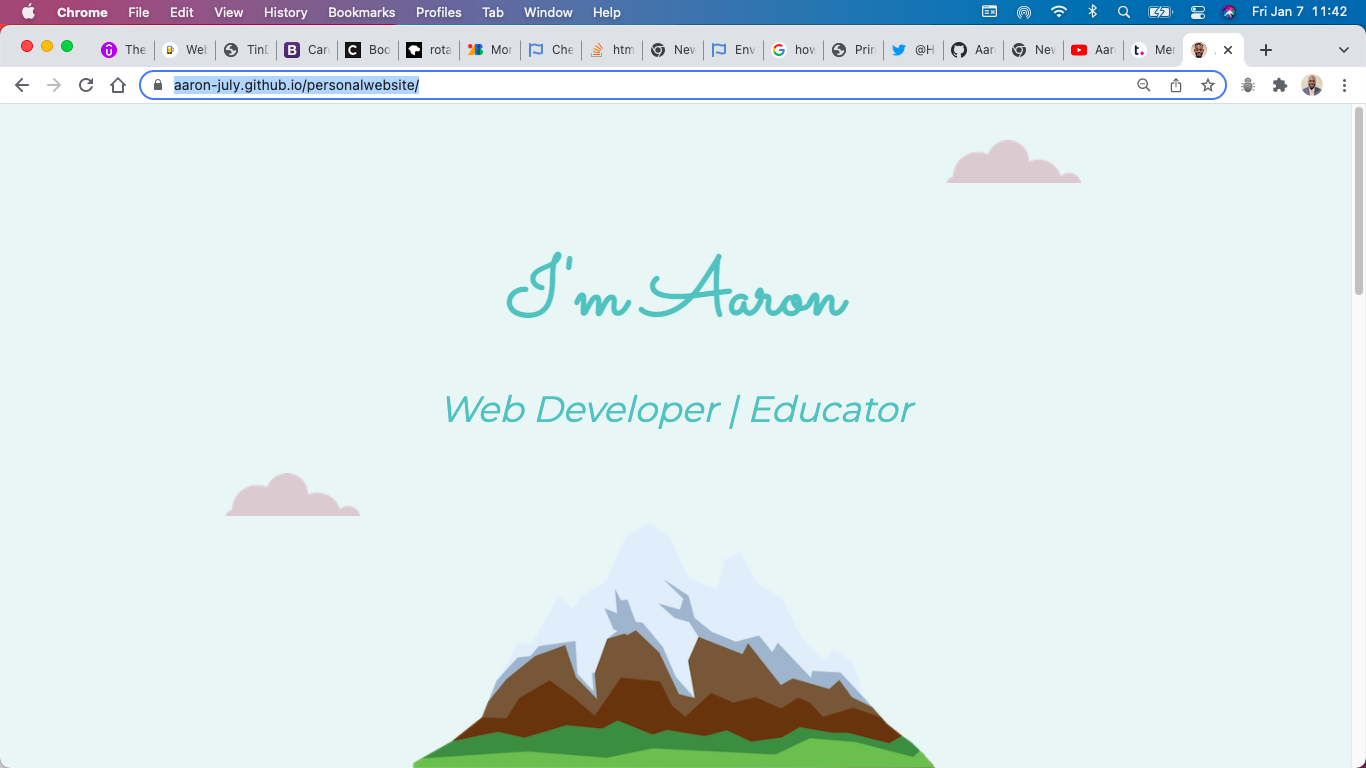 Chrome File Edit View History Bookmarks Profiles Tab Window Help Fri Jan 7 11:42
The Web TinD Car Boo rota Mor Che htm New Env how Prin @H Aar New Aar Mer
aaron-july.github.io/personalwebsite/
I'm Aaron
Web Developer | Educator